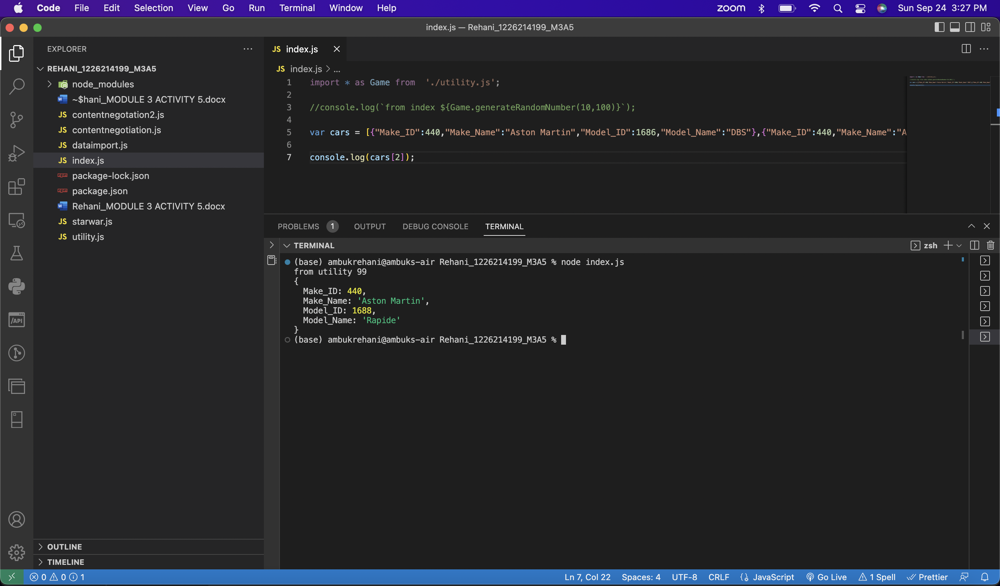 Code File Edit Selection View Go Run Terminal Window Help zoom Sun Sep 24 3:27 PM
index.js — Rehani_1226214199_M3A5
EXPLORER
REHANI_1226214199_M3A5
node_modules
~$hani_MODULE 3 ACTIVITY 5.docx
JS contentnegotation2.js
JS contentnegotiation.js
JS dataimport.js
JS index.js
package-lock.json
package.json
Rehani_MODULE 3 ACTIVITY 5.docx
JS starwar.js
JS utility.js
OUTLINE
TIMELINE
/API
JS index.js
JS index.js > ...
1 import * as Game from  './utility.js';
2
3 //console.log(`from index ${Game.generateRandomNumber(10,100)}`);
4
5 var cars = [{"Make_ID":440,"Make_Name":"Aston Martin","Model_ID":1686,"Model_Name":"DBS"},{"Make_ID":440,"Make_Name":"A
6
7 console.log(cars[2]);
PROBLEMS 1 OUTPUT DEBUG CONSOLE TERMINAL
TERMINAL zsh
(base) ambukrehani@ambuks-air Rehani_1226214199_M3A5 % node index.js
from utility 99
{
  Make_ID: 440,
  Make_Name: 'Aston Martin',
  Model_ID: 1688,
  Model_Name: 'Rapide'
}
(base) ambukrehani@ambuks-air Rehani_1226214199_M3A5 %
0 0 1 Ln 7, Col 22 Spaces: 4 UTF-8 CRLF JavaScript Go Live 1 Spell Prettier